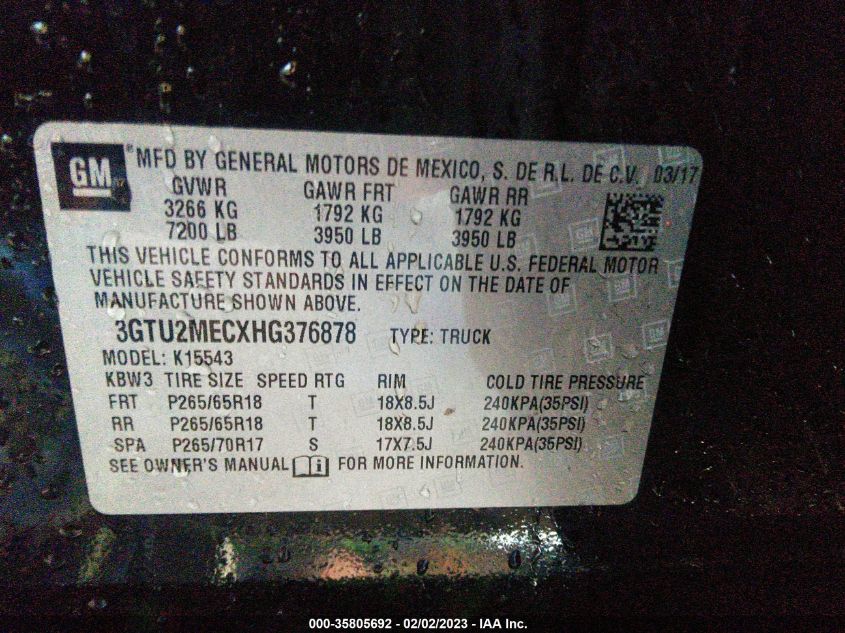 GM
®MFD BY GENERAL MOTORS DE MEXICO, S. DE R.L. DE C.V. 03/17
GVWR GAWR FRT GAWR RR
3266 KG 1792 KG 1792 KG
7200 LB 3950 LB 3950 LB
THIS VEHICLE CONFORMS TO ALL APPLICABLE U.S. FEDERAL MOTOR
VEHICLE SAFETY STANDARDS IN EFFECT ON THE DATE OF
MANUFACTURE SHOWN ABOVE.
3GTU2MECXHG376878 TYPE: TRUCK
MODEL: K15543
KBW3 TIRE SIZE SPEED RTG RIM COLD TIRE PRESSURE
FRT P265/65R18 T 18X8.5J 240KPA(35PSI)
RR P265/65R18 T 18X8.5J 240KPA(35PSI)
SPA P265/70R17 S 17X7.5J 240KPA(35PSI)
SEE OWNER'S MANUAL FOR MORE INFORMATION.
000-35805692 - 02/02/2023 - IAA Inc.